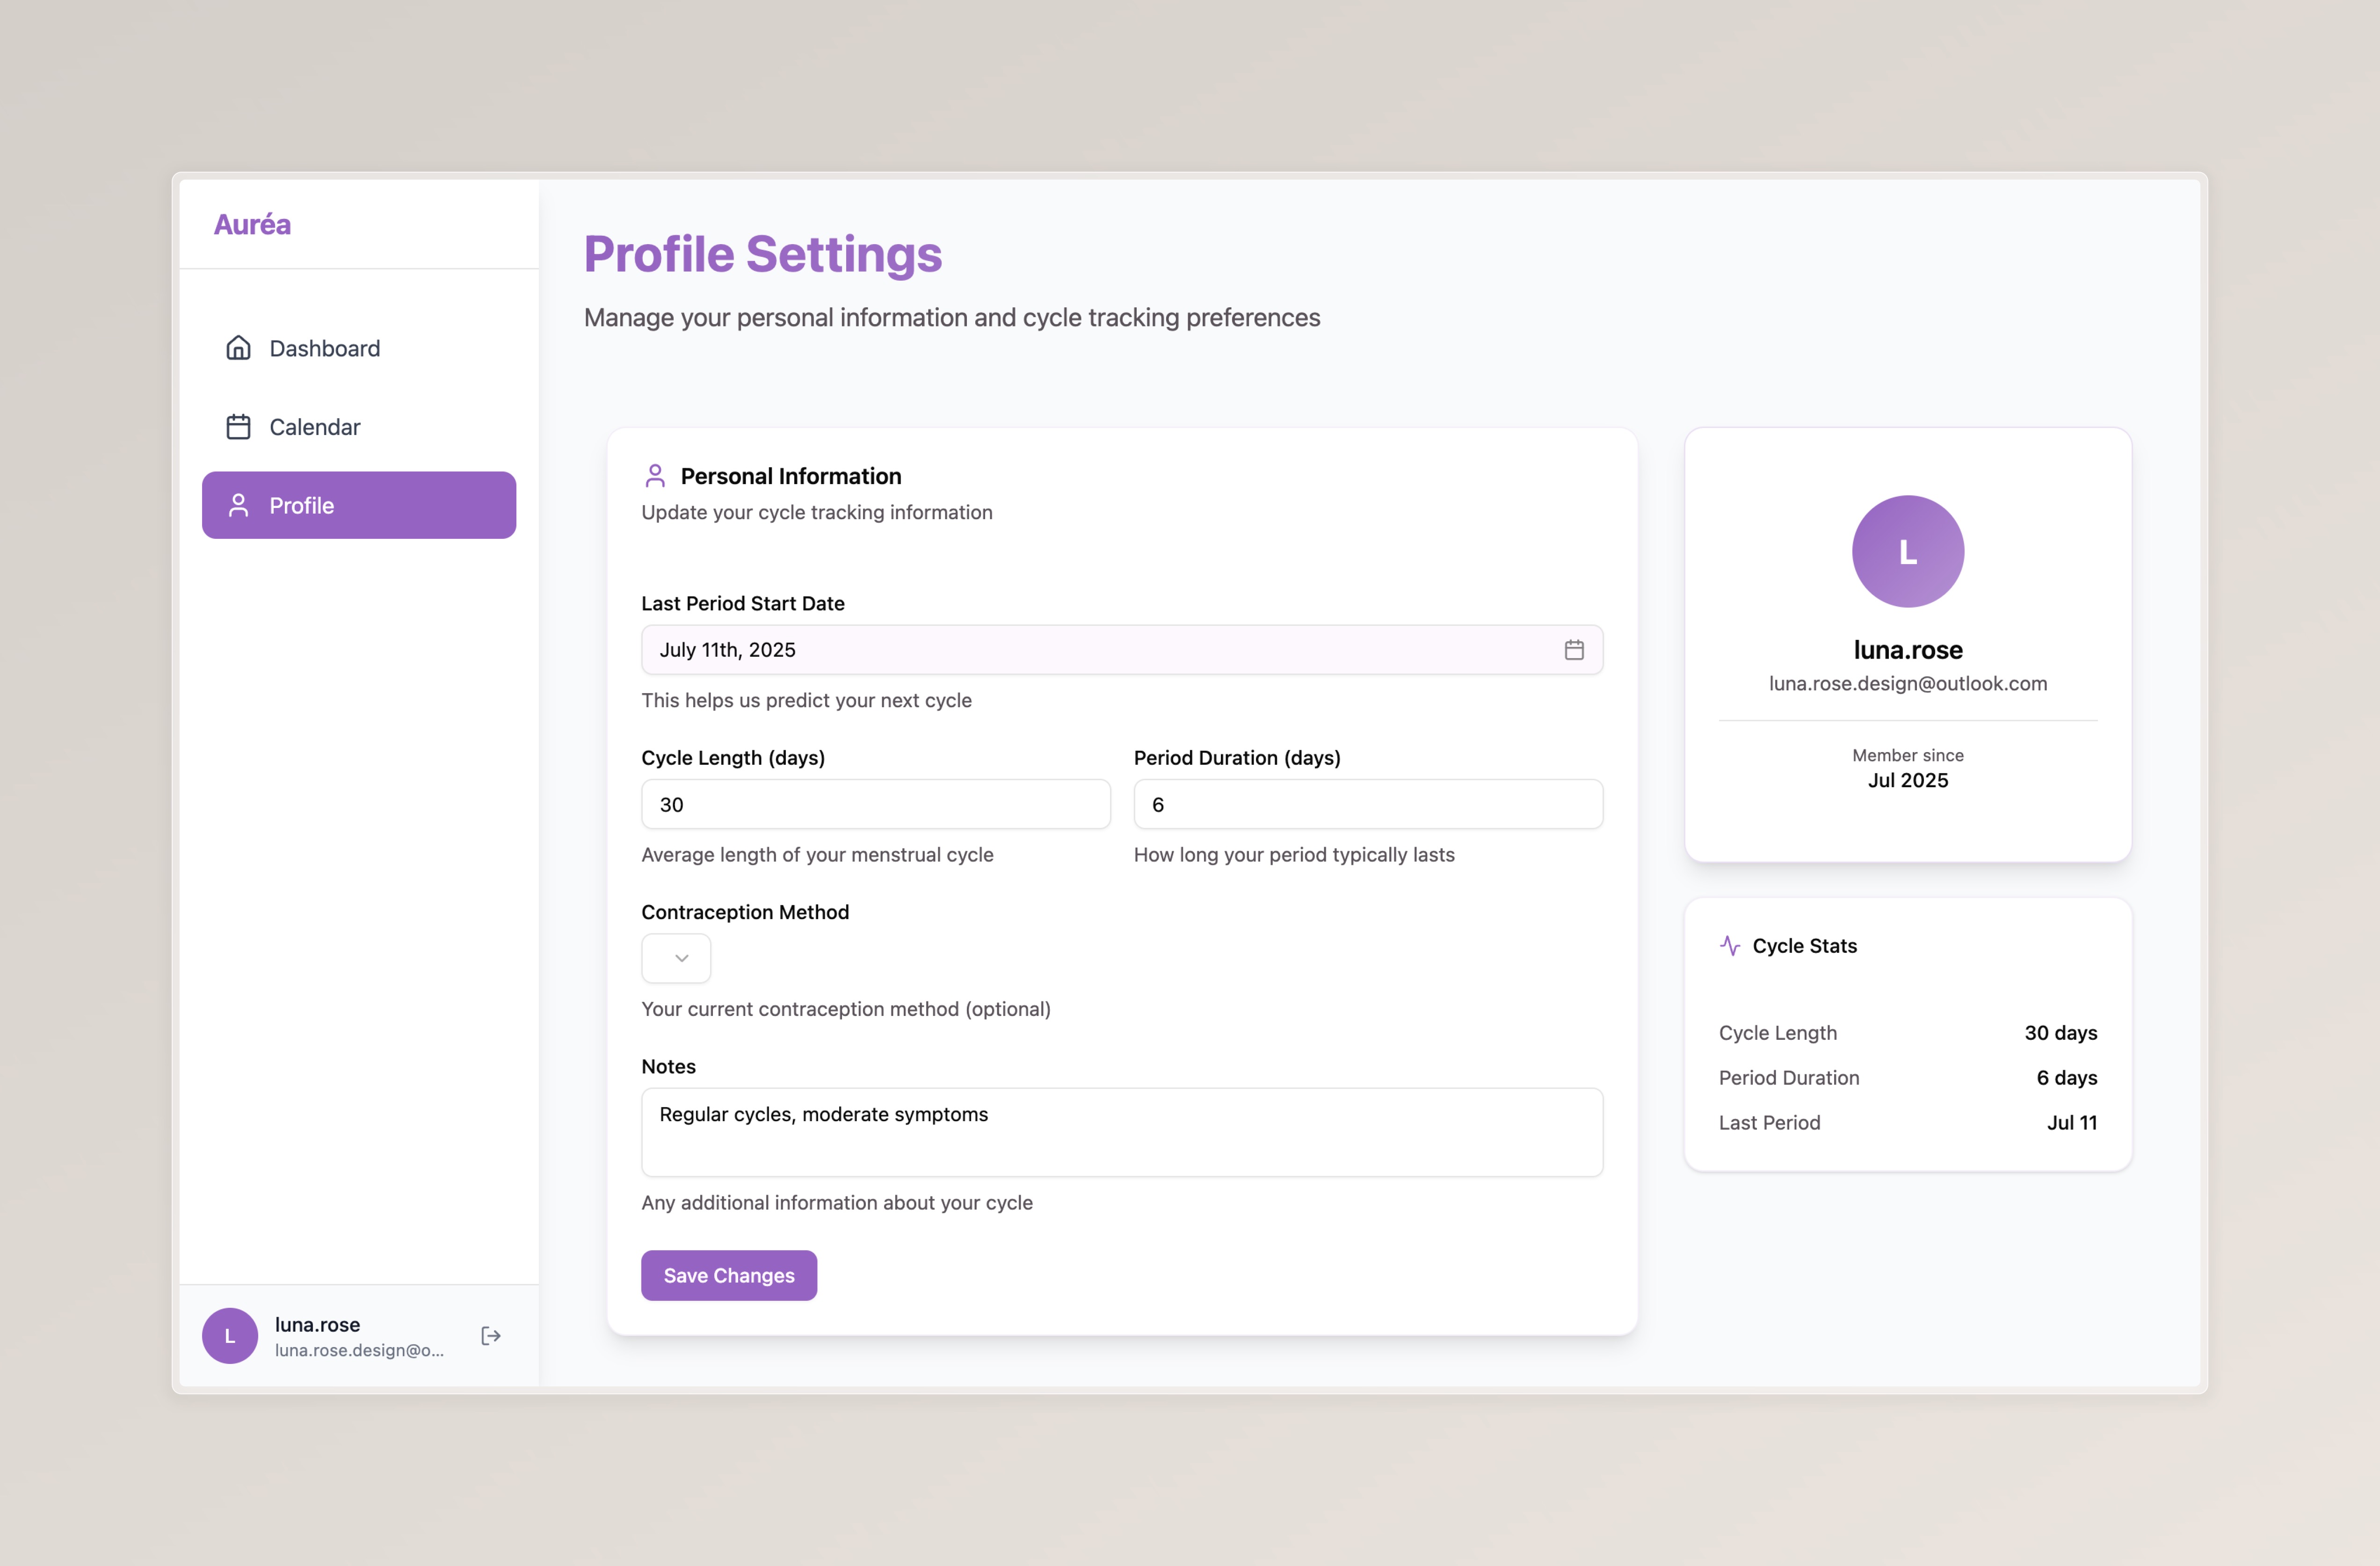 Auréa
Dashboard
Calendar
Profile
L
luna.rose
luna.rose.design@o...
Profile Settings
Manage your personal information and cycle tracking preferences
Personal Information
Update your cycle tracking information
Last Period Start Date
July 11th, 2025
This helps us predict your next cycle
Cycle Length (days)
30
Average length of your menstrual cycle
Period Duration (days)
6
How long your period typically lasts
Contraception Method
Your current contraception method (optional)
Notes
Regular cycles, moderate symptoms
Any additional information about your cycle
Save Changes
L
luna.rose
luna.rose.design@outlook.com
Member since
Jul 2025
Cycle Stats
Cycle Length 30 days
Period Duration 6 days
Last Period Jul 11